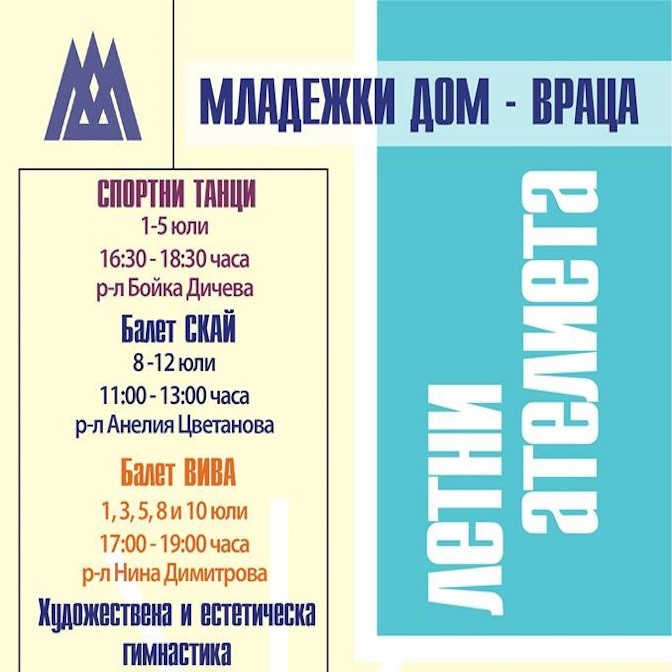 МЛАДЕЖКИ ДОМ - ВРАЦА
СПОРТНИ ТАНЦИ
1-5 юли
16:30 - 18:30 часа
р-л Бойка Дичева
Балет СКАЙ
8 -12 юли
11:00 - 13:00 часа
р-л Анелия Цветанова
Балет ВИВА
1, 3, 5, 8 и 10 юли
17:00 - 19:00 часа
р-л Нина Димитрова
Художествена и естетическа
гимнастика
летни
ателиета